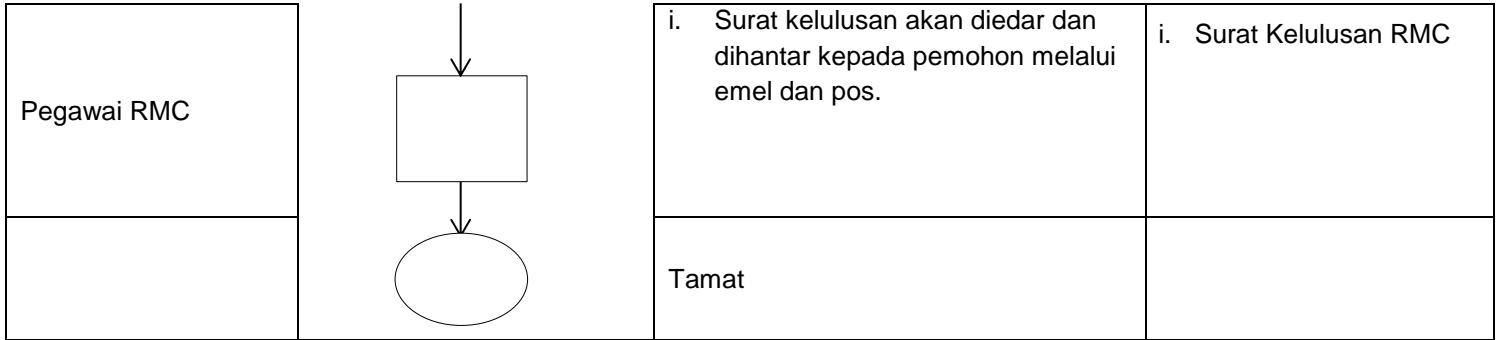 Pegawai RMC
i. Surat kelulusan akan diedar dan
dihantar kepada pemohon melalui
emel dan pos.
i. Surat Kelulusan RMC
Tamat